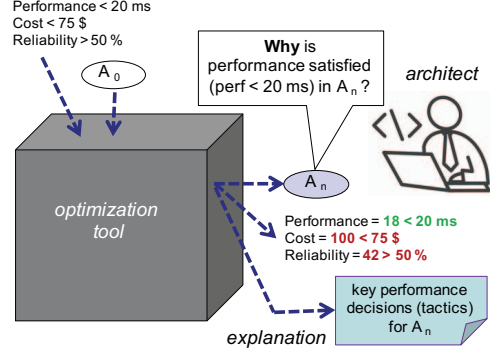 Performance < 20 ms
Cost < 75 $
Reliability > 50 %
A 0
Why is
performance satisfied
(perf < 20 ms) in A n ?
architect
</>
optimization
tool
A n
Performance = 18 < 20 ms
Cost = 100 < 75 $
Reliability = 42 > 50 %
key performance
decisions (tactics)
for A n
explanation